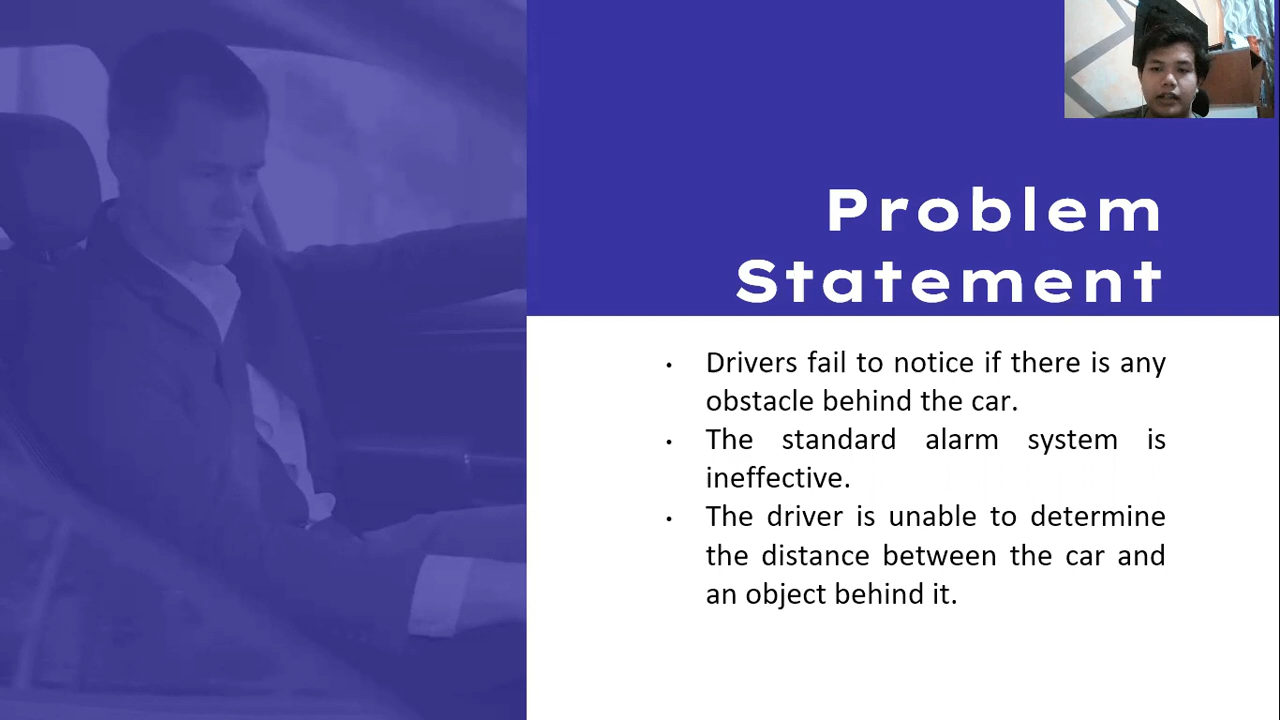 Problem
Statement
• Drivers fail to notice if there is any
obstacle behind the car.
• The standard alarm system is
ineffective.
• The driver is unable to determine
the distance between the car and
an object behind it.